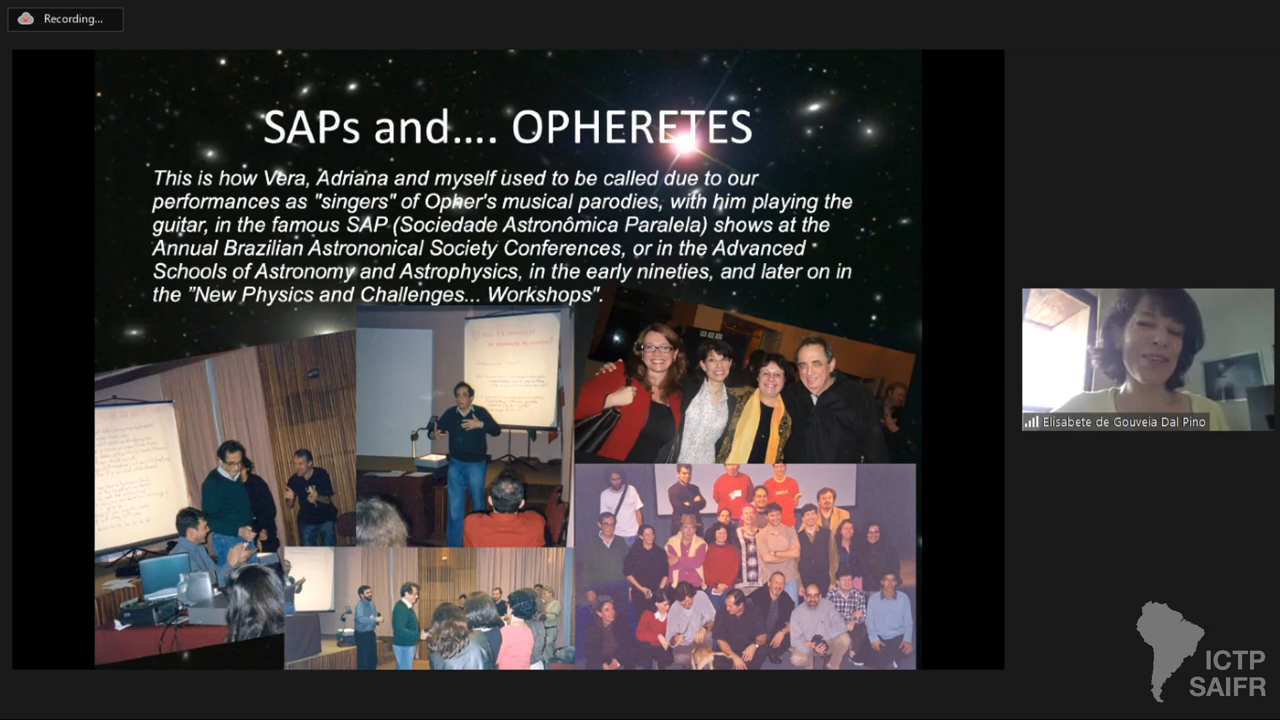 Recording...
SAPs and.... OPHERETES
This is how Vera, Adriana and myself used to be called due to our
performances as "singers" of Opher's musical parodies, with him playing the
guitar, in the famous SAP (Sociedade Astronômica Paralela) shows at the
Annual Brazilian Astrononical Society Conferences, or in the Advanced
Schools of Astronomy and Astrophysics, in the early nineties, and later on in
the ”New Physics and Challenges... Workshops".
Elisabete de Gouveia Dal Pino
ICTP
SAIFR